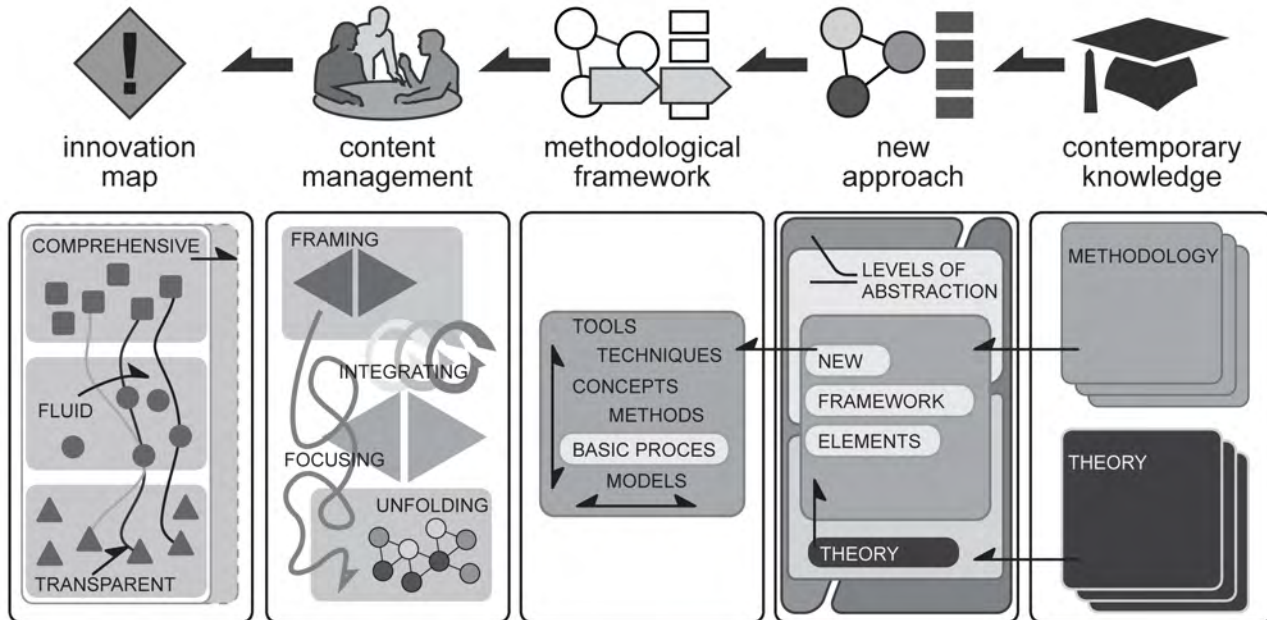 innovation
map
content
management
methodological
framework
new
approach
contemporary
knowledge
COMPREHENSIVE
FLUID
TRANSPARENT
FRAMING
INTEGRATING
FOCUSING
UNFOLDING
TOOLS
TECHNIQUES
CONCEPTS
METHODS
BASIC PROCES
MODELS
LEVELS OF
ABSTRACTION
NEW
FRAMEWORK
ELEMENTS
THEORY
METHODOLOGY
THEORY